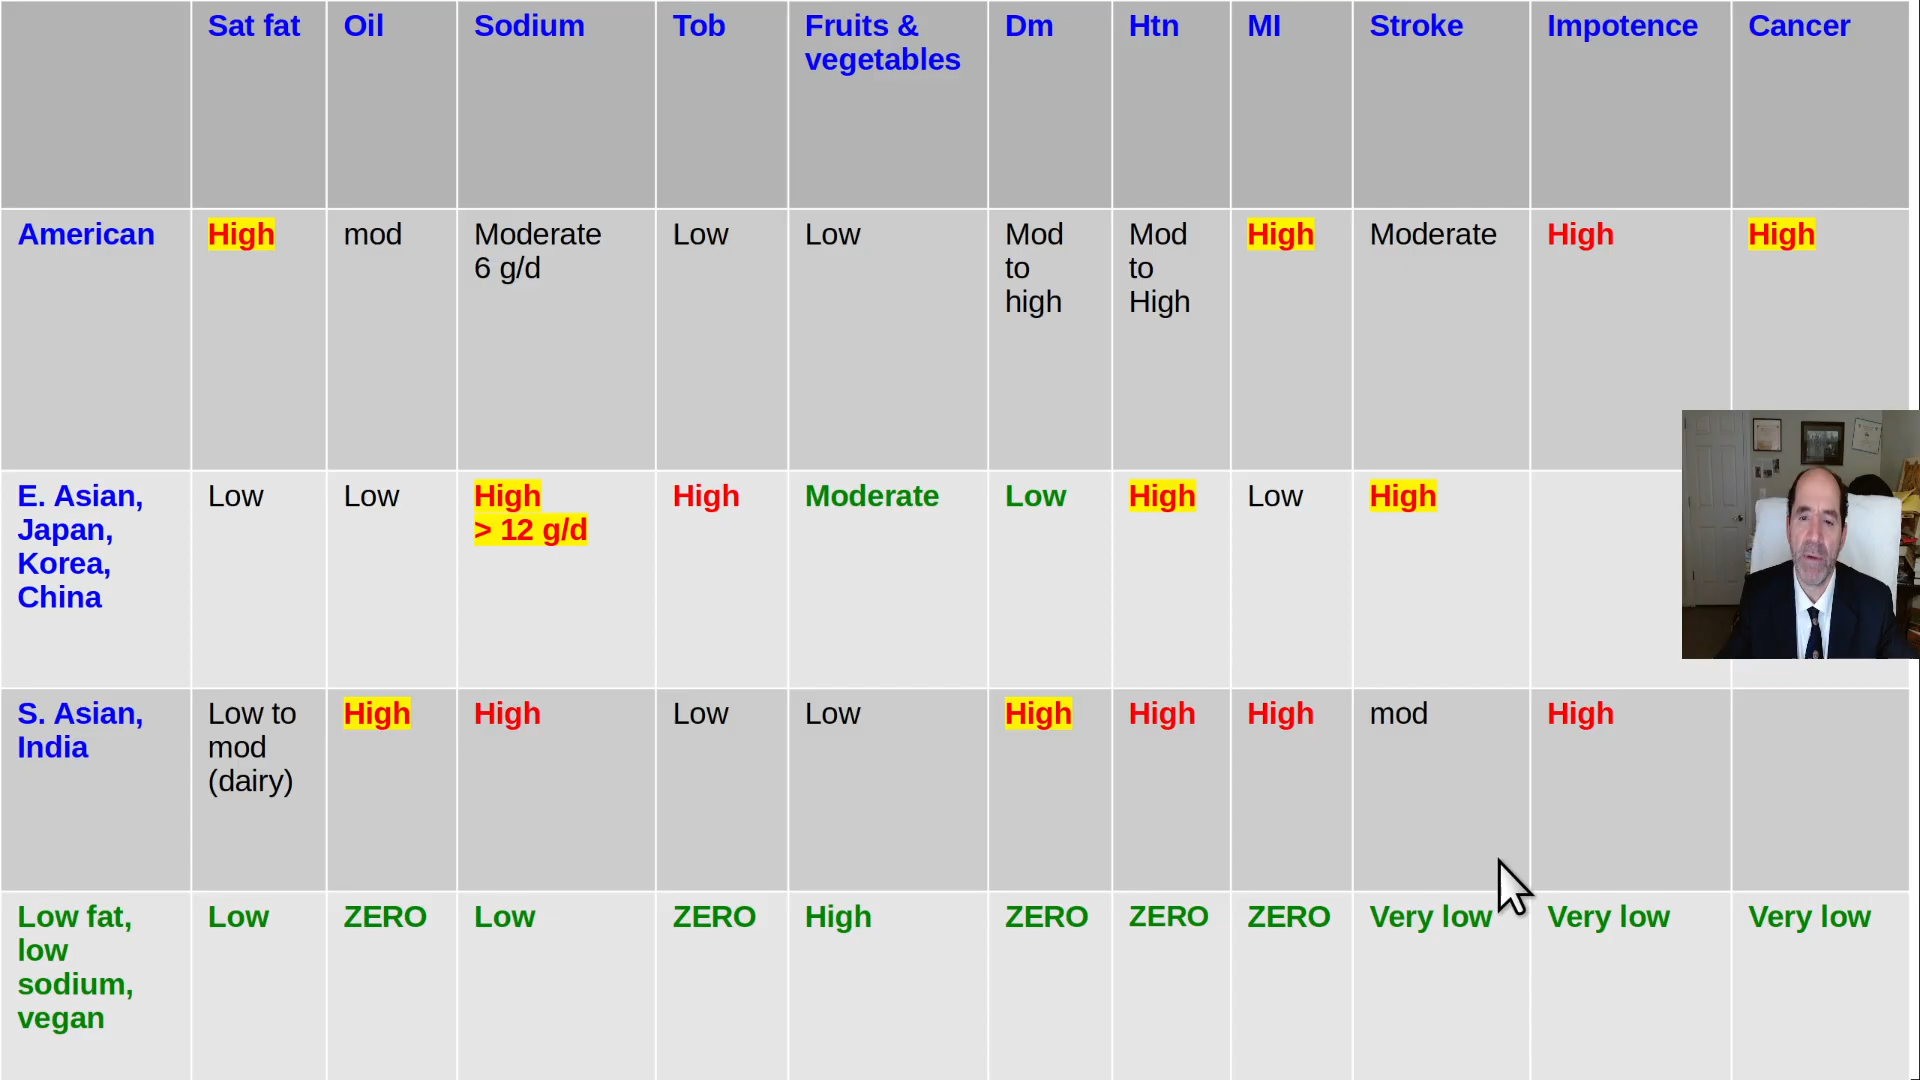 Sat fat
Oil
Sodium
Tob
Fruits &
vegetables
Dm
Htn
MI
Stroke
Impotence
Cancer
American
High
mod
Moderate
6 g/d
Low
Low
Mod
to
high
Mod
to
High
High
Moderate
High
High
E. Asian,
Japan,
Korea,
China
Low
Low
High
> 12 g/d
High
Moderate
Low
High
Low
High
S. Asian,
India
Low to
mod
(dairy)
High
High
Low
Low
High
High
High
mod
High
Low fat,
low
sodium,
vegan
Low
ZERO
Low
ZERO
High
ZERO
ZERO
ZERO
Very low
Very low
Very low